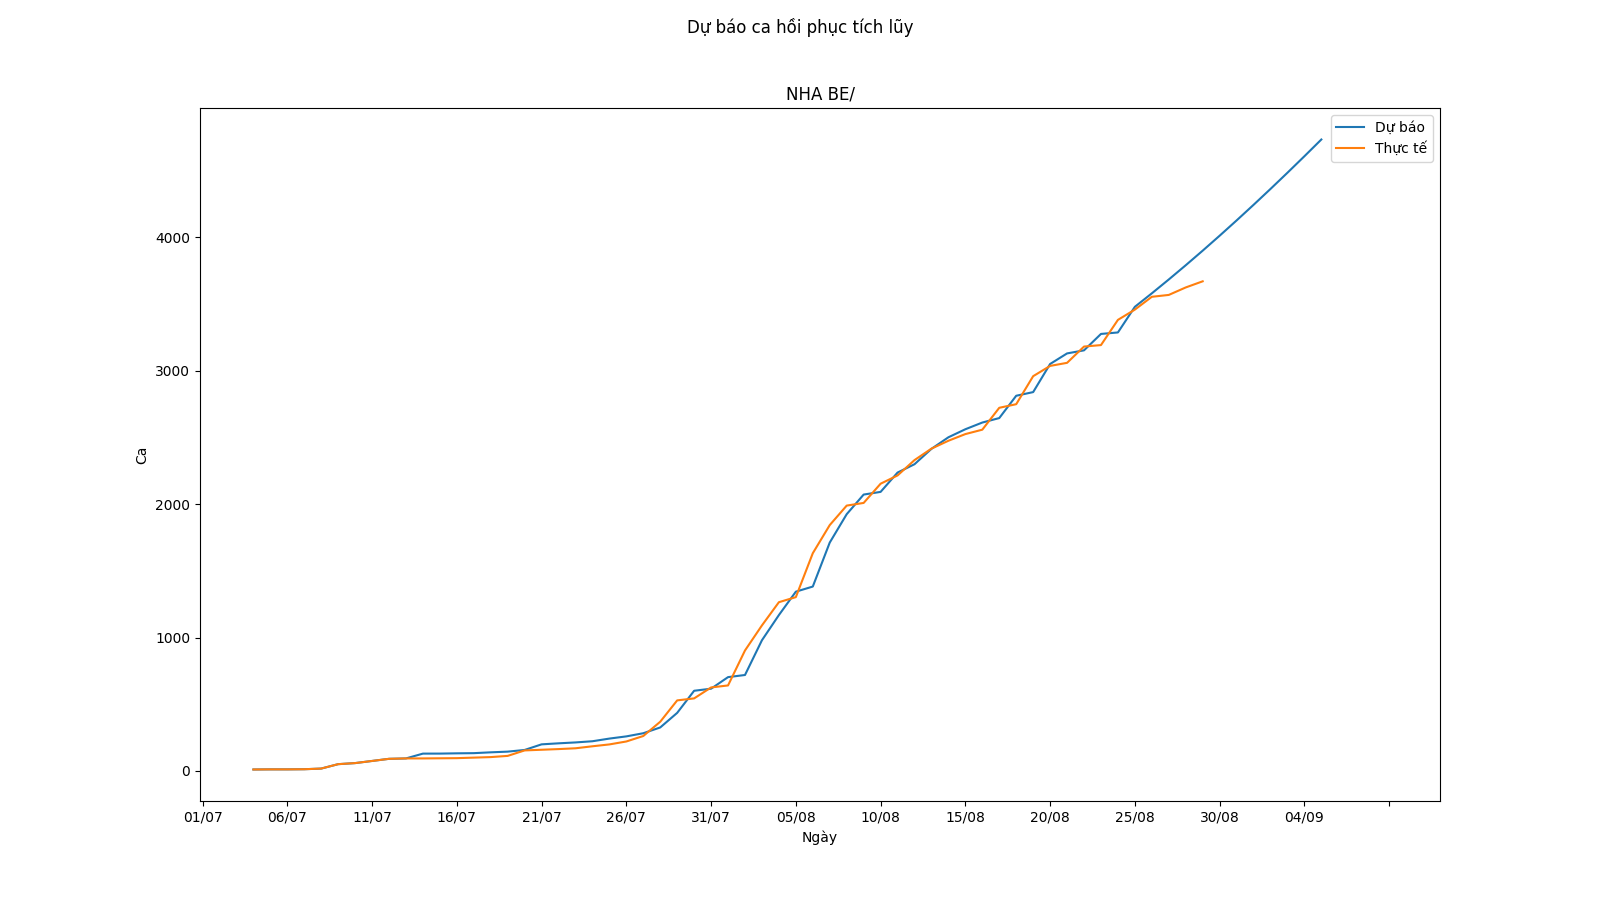 Dự báo ca hồi phục tích lũy
NHA BE/
Dự báo
Thực tế
4000
3000
2000
1000
0
Ca
01/07 06/07 11/07 16/07 21/07 26/07 31/07 05/08 10/08 15/08 20/08 25/08 30/08 04/09
Ngày